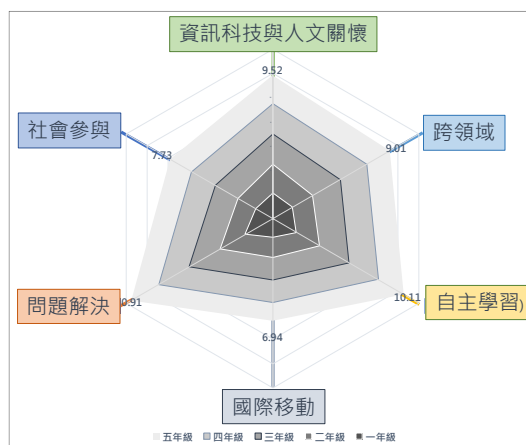 資訊科技與人文關懷
9.52
社會參與
7.73
跨領域
9.01
問題解決
0.91
自主學習)
10.11
6.94
國際移動
五年級 四年級 三年級 二年級 一年級